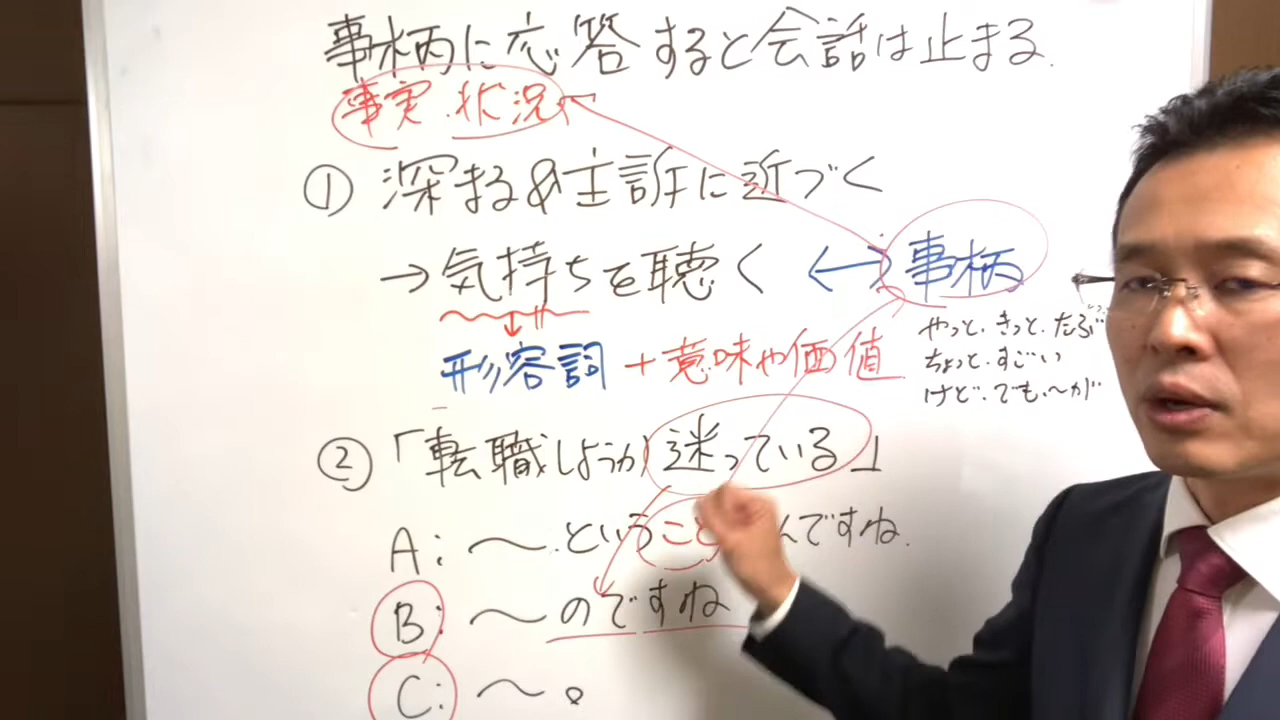 事柄に応答すると会話は止まる.
事実.状況
① 深まる&主訴に近づく
→気持ちを聴く ↔ 事柄
やっと.きっと.たぶ
ちょっと.すごい
けど.でも.〜が
形容詞+意味や価値
②「転職しようか迷っている」
A:〜.ということ んですね.
B:〜のですね
C:〜。